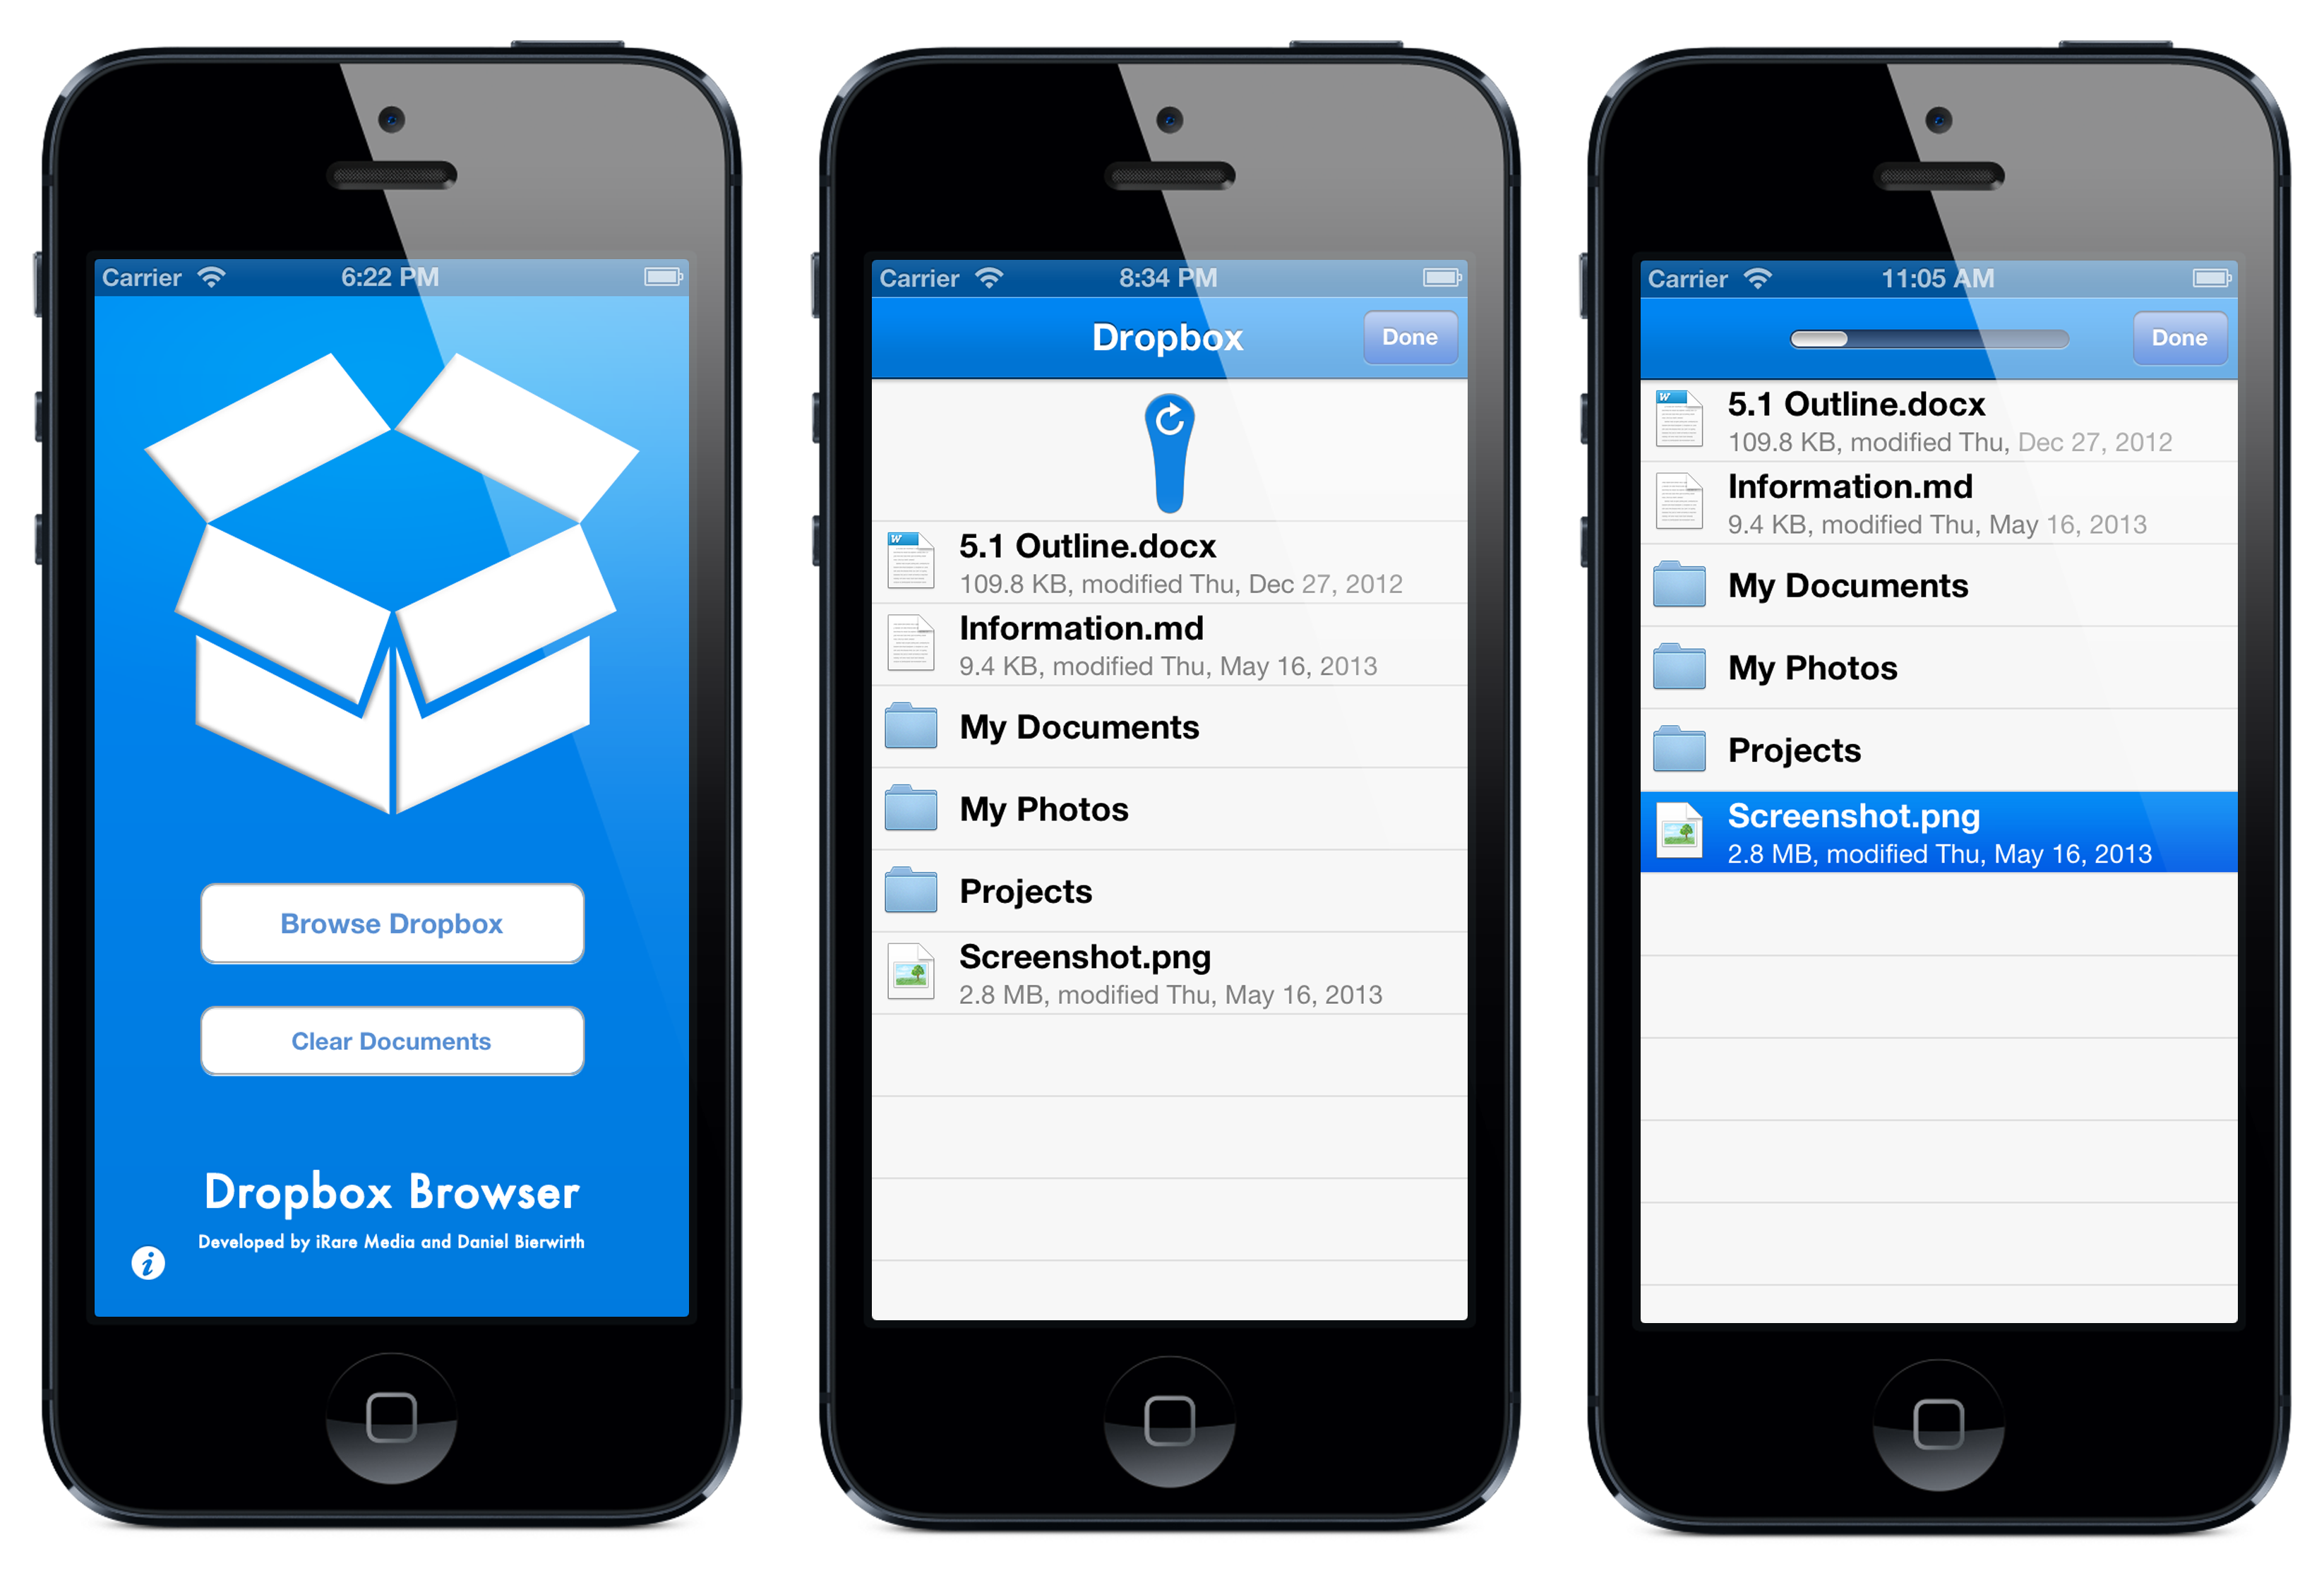 Carrier 6:22 PM
Browse Dropbox
Clear Documents
Dropbox Browser
Developed by iRare Media and Daniel Bierwirth
i
Carrier 8:34 PM
Dropbox Done
W
5.1 Outline.docx
109.8 KB, modified Thu, Dec 27, 2012
Information.md
9.4 KB, modified Thu, May 16, 2013
My Documents
My Photos
Projects
Screenshot.png
2.8 MB, modified Thu, May 16, 2013
Carrier 11:05 AM
Done
W
5.1 Outline.docx
109.8 KB, modified Thu, Dec 27, 2012
Information.md
9.4 KB, modified Thu, May 16, 2013
My Documents
My Photos
Projects
Screenshot.png
2.8 MB, modified Thu, May 16, 2013